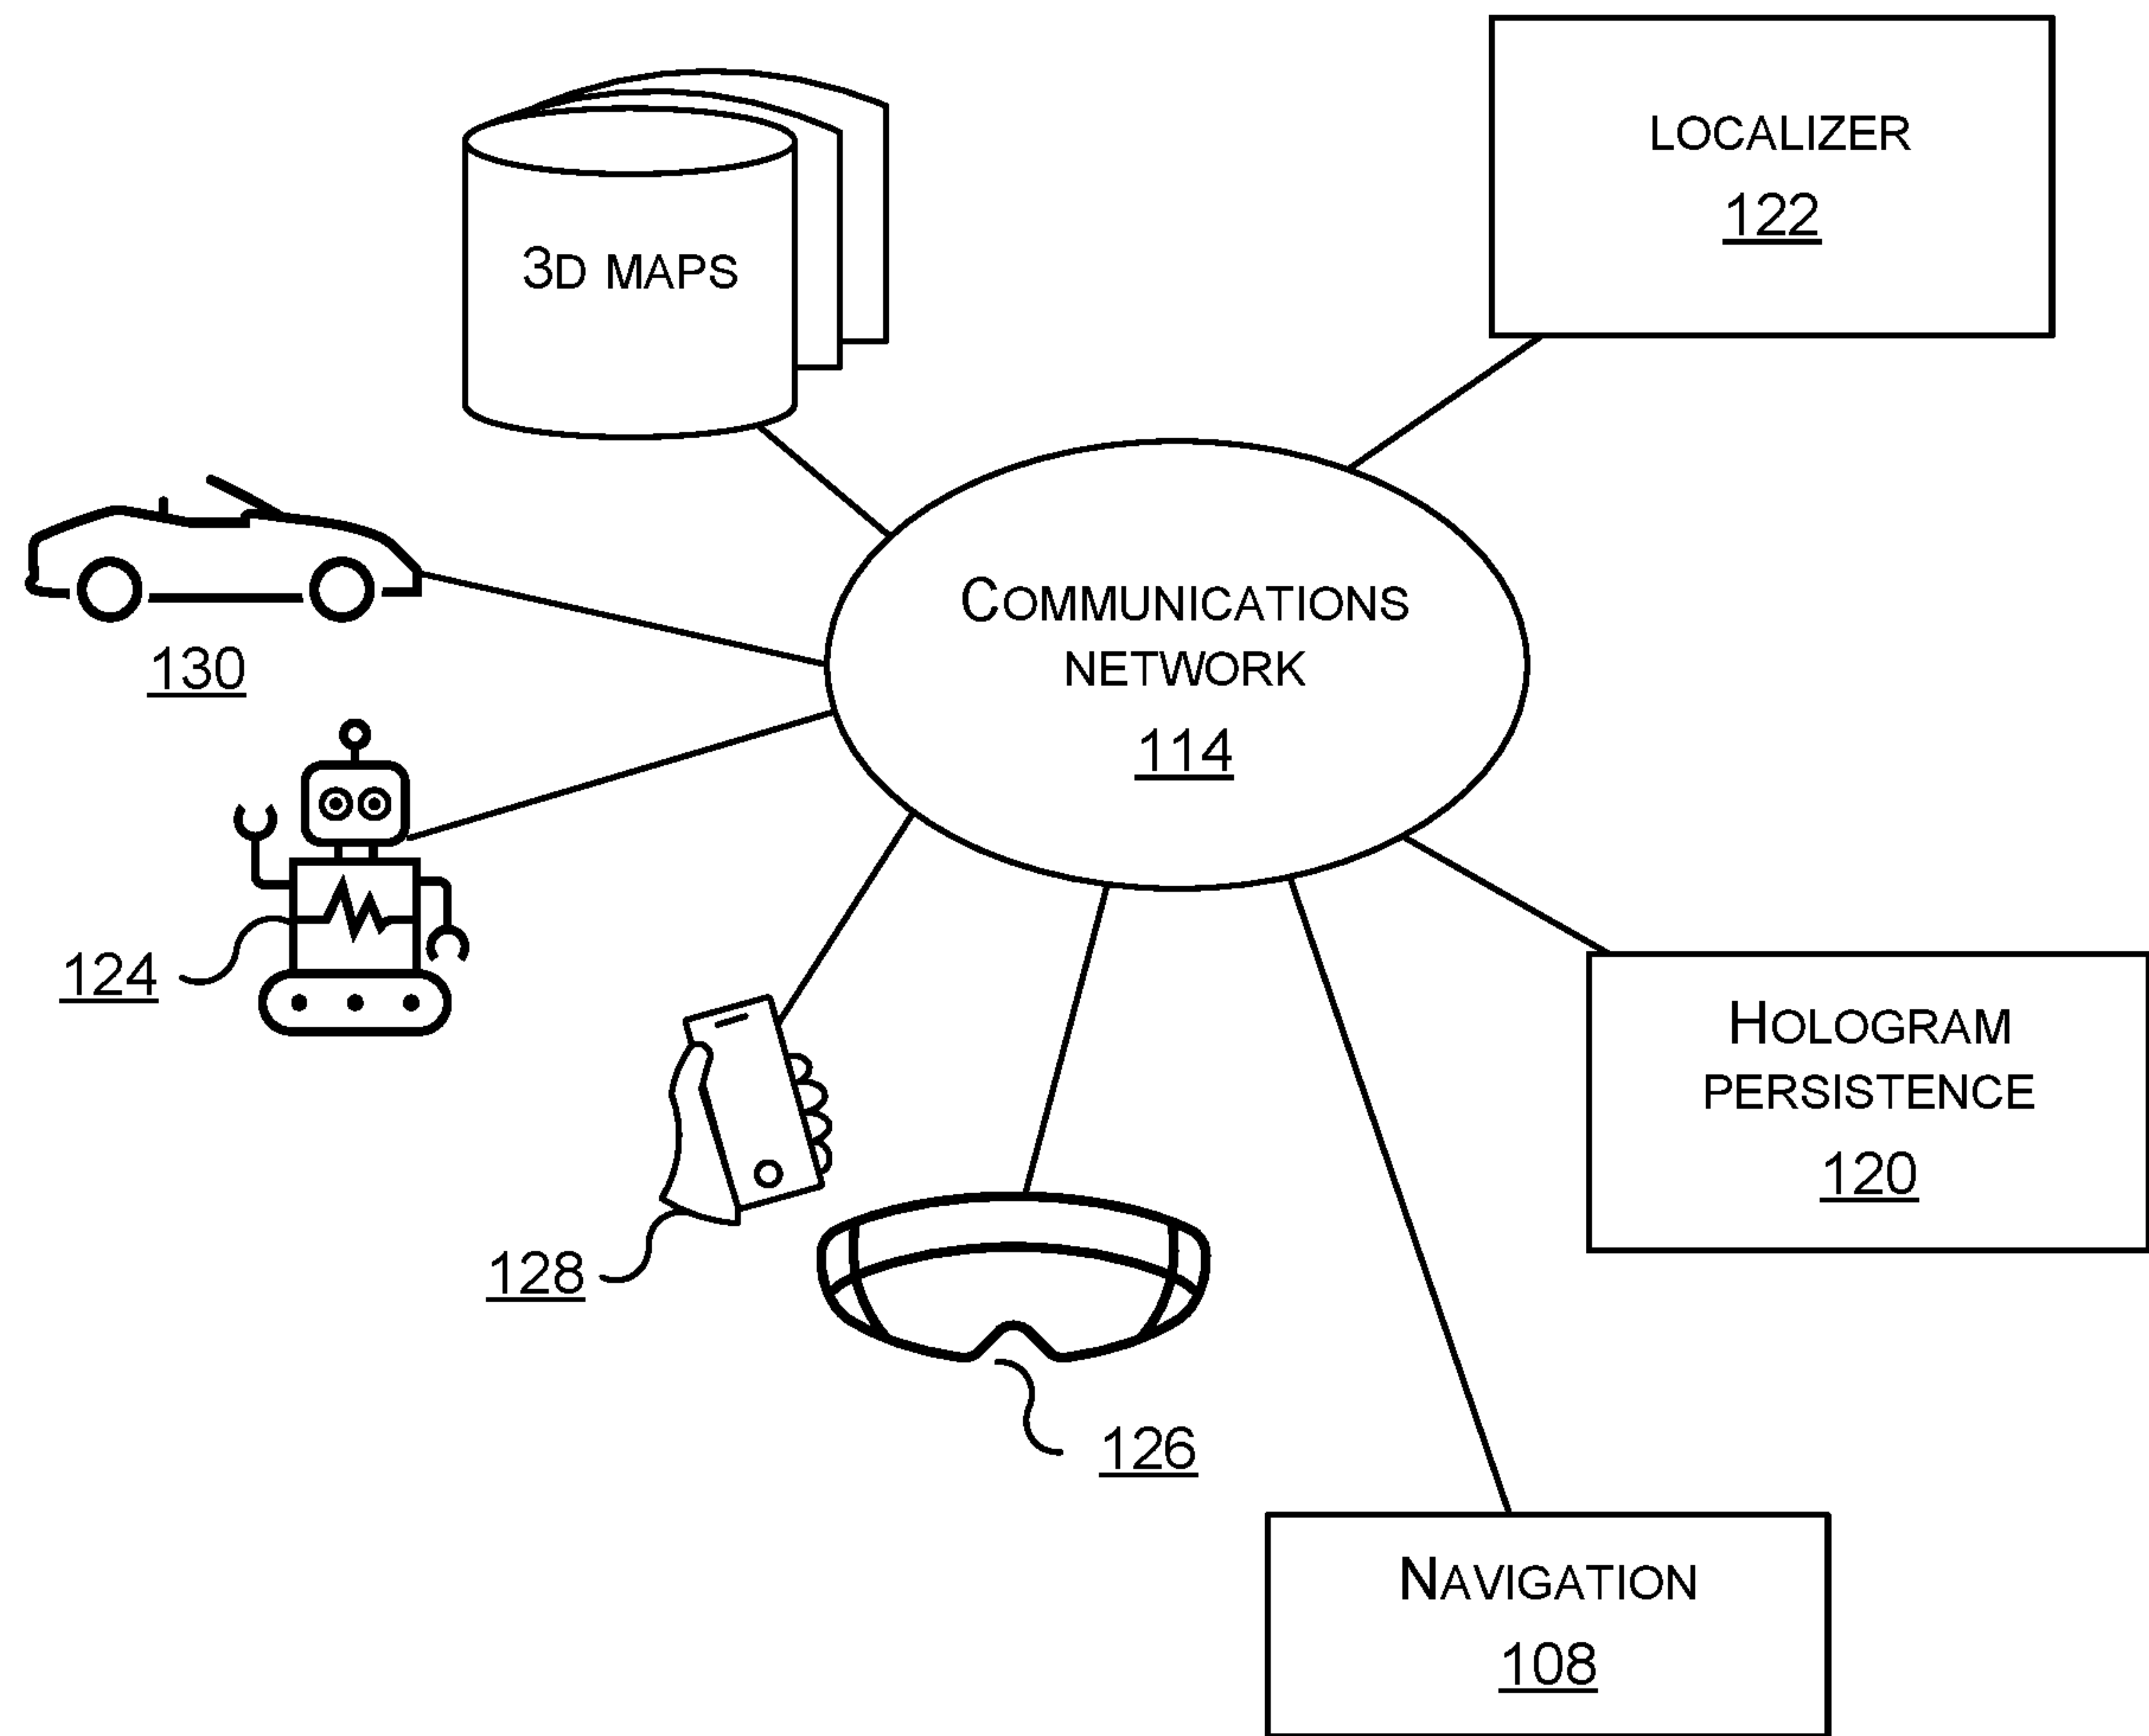 LOCALIZER
122
3D MAPS
COMMUNICATIONS
NETWORK
114
130
124
HOLOGRAM
PERSISTENCE
120
128
126
NAVIGATION
108